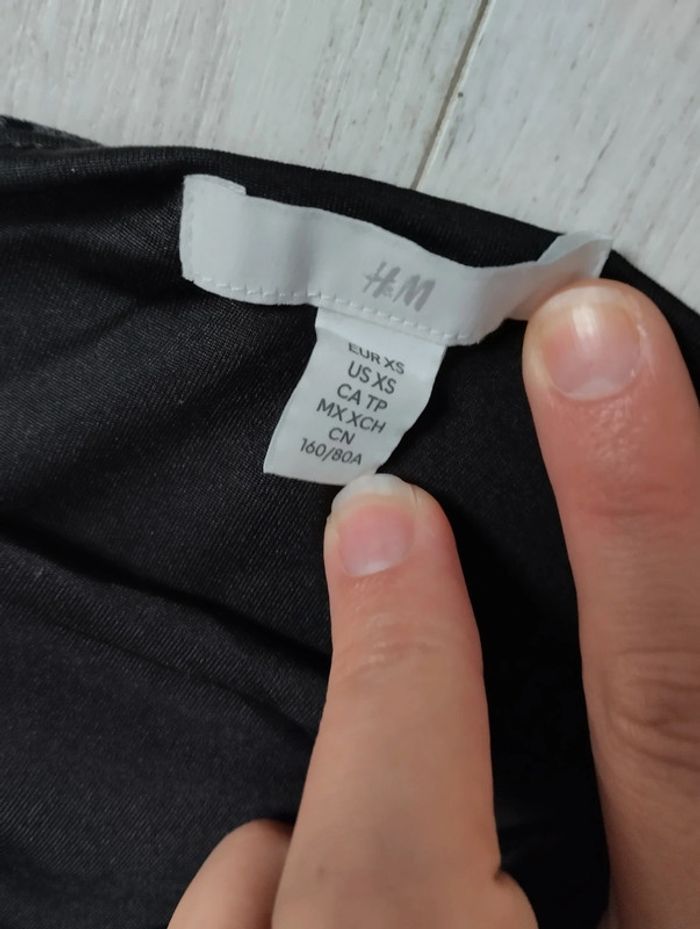 H&M
EUR XS
US XS
CA TP
MX XCH
CN
160/80A